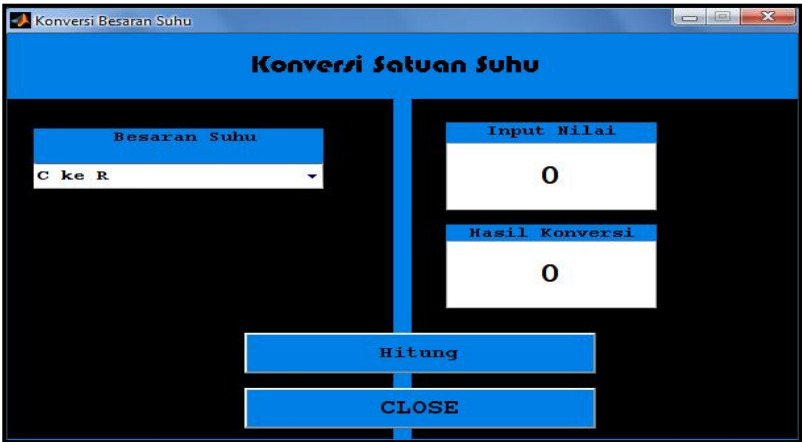 Konversi Besaran Suhu
Konversi Satuan Suhu
Besaran Suhu
C ke R
Input Nilai
0
Hasil Konversi
0
Hitung
CLOSE